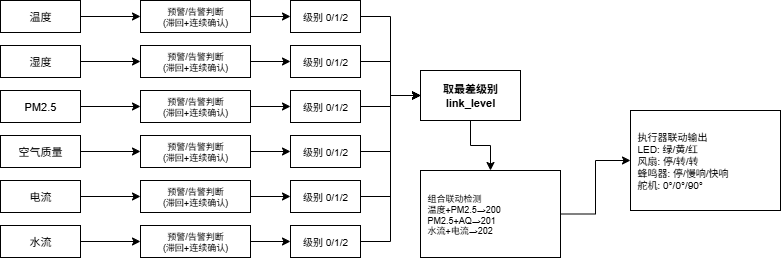 温度
预警/告警判断
(滞回+连续确认)
级别 0/1/2
湿度
预警/告警判断
(滞回+连续确认)
级别 0/1/2
PM2.5
预警/告警判断
(滞回+连续确认)
级别 0/1/2
空气质量
预警/告警判断
(滞回+连续确认)
级别 0/1/2
电流
预警/告警判断
(滞回+连续确认)
级别 0/1/2
水流
预警/告警判断
(滞回+连续确认)
级别 0/1/2
取最差级别
link_level
组合联动检测
温度+PM2.5→200
PM2.5+AQ→201
水流+电流→202
执行器联动输出
LED: 绿/黄/红
风扇: 停/转/转
蜂鸣器: 停/慢响/快响
舵机: 0°/0°/90°